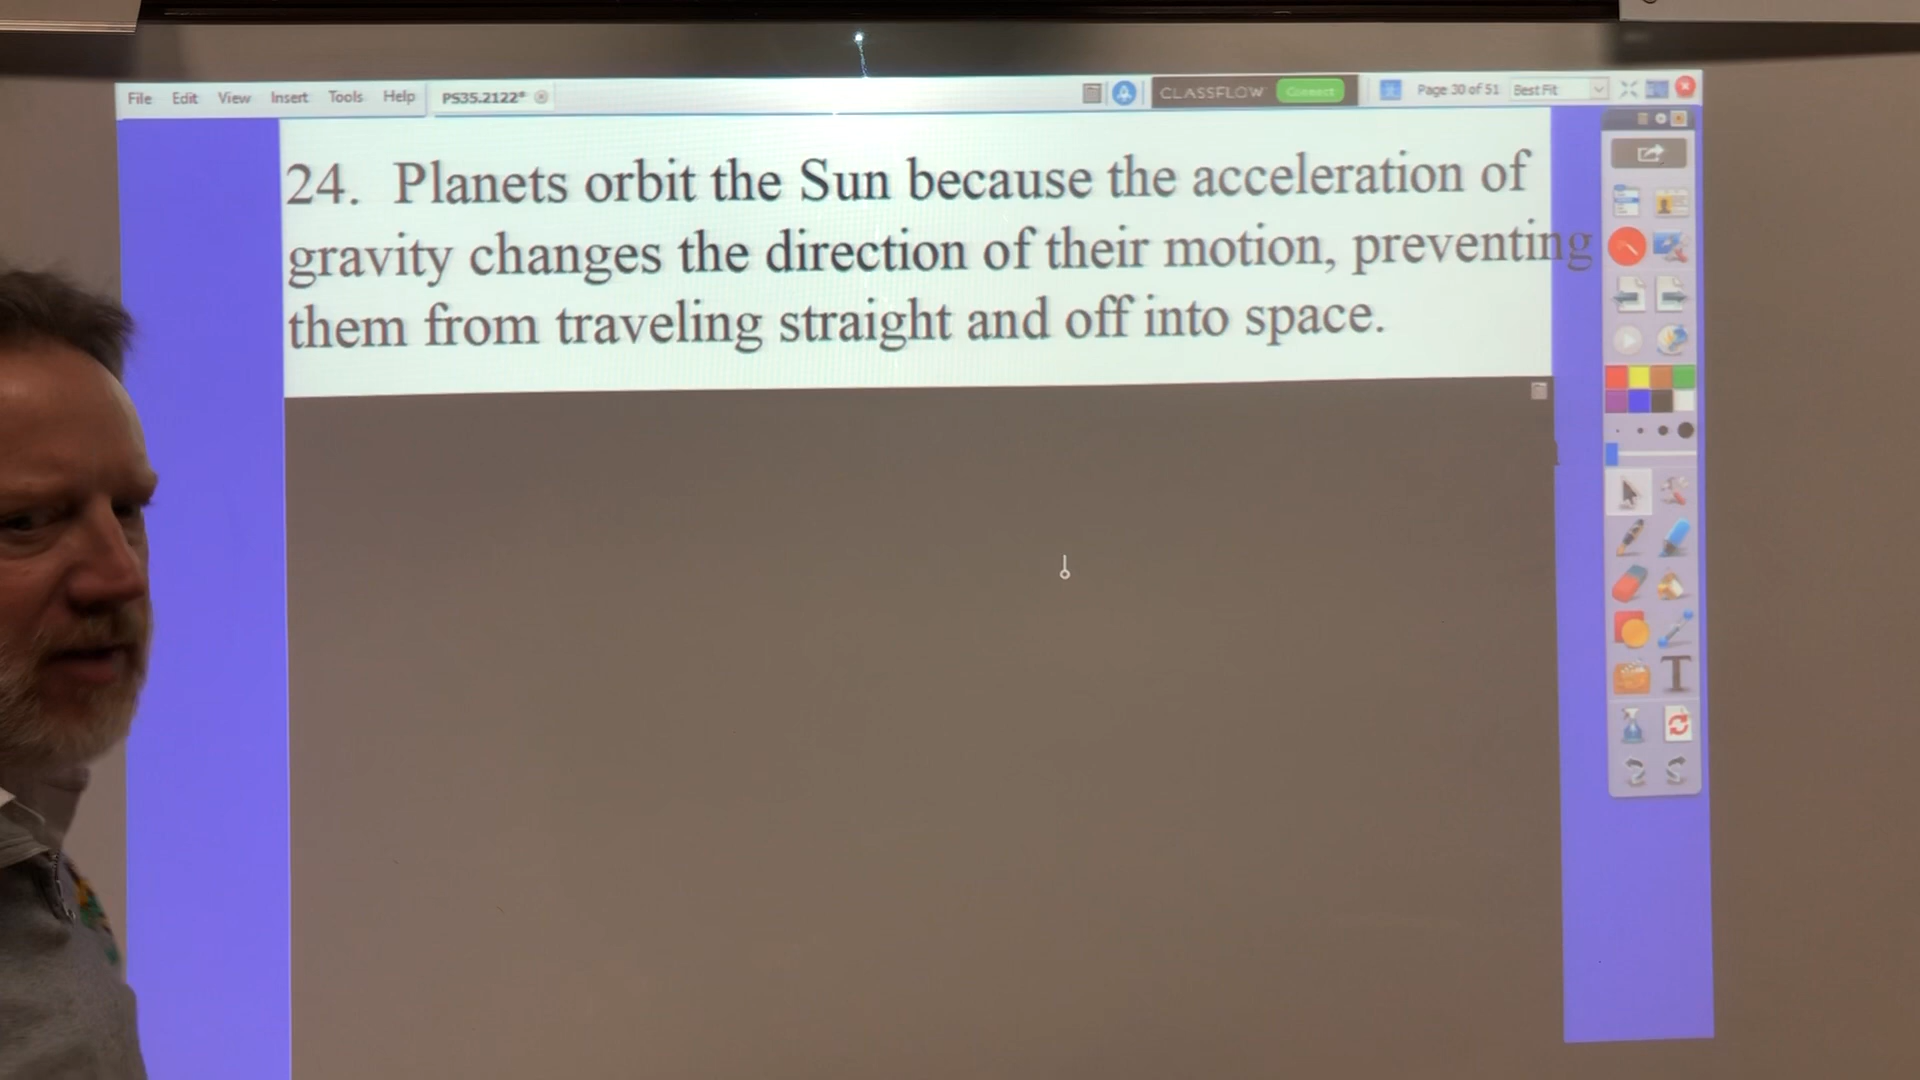 File Edit View Insert Tools Help PS35.2122* CLASSFLOW Connect Page 30 of 51 Best Fit
24. Planets orbit the Sun because the acceleration of
gravity changes the direction of their motion, preventing
them from traveling straight and off into space.
T